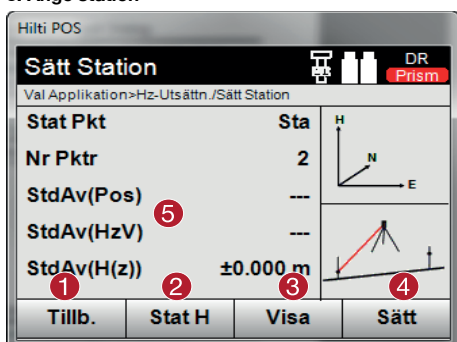 Hilti POS
Sätt Station
DR
Prism
Val Applikation>Hz-Utsättn./Sätt Station
Stat Pkt Sta
Nr Pktr 2
StdAv(Pos) ---
5
StdAv(HzV) ---
StdAv(H(z)) ±0.000 m
H
N
E
1 2 3 4
Tillb. Stat H Visa Sätt